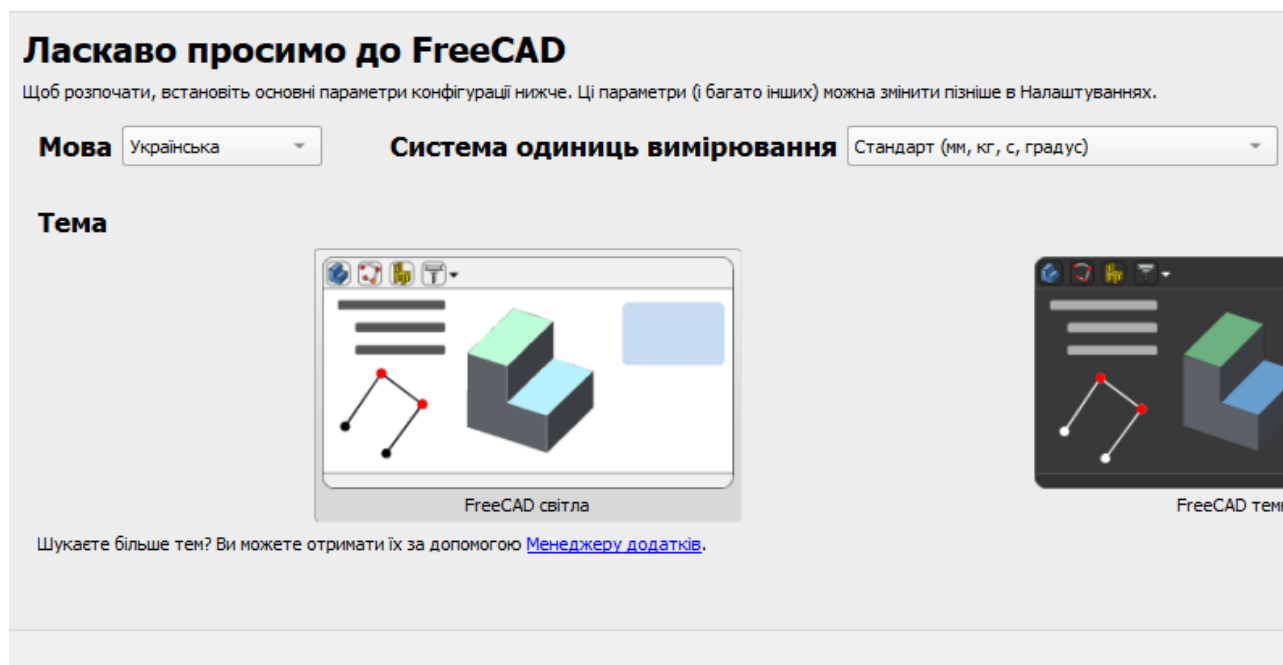 Ласкаво просимо до FreeCAD
Щоб розпочати, встановіть основні параметри конфігурації нижче. Ці параметри (і багато інших) можна змінити пізніше в Налаштуваннях.
Мова Українська Система одиниць вимірювання Стандарт (мм, кг, с, градус)
Тема
FreeCAD світла FreeCAD
Шукаєте більше тем? Ви можете отримати їх за допомогою Менеджеру додатків.